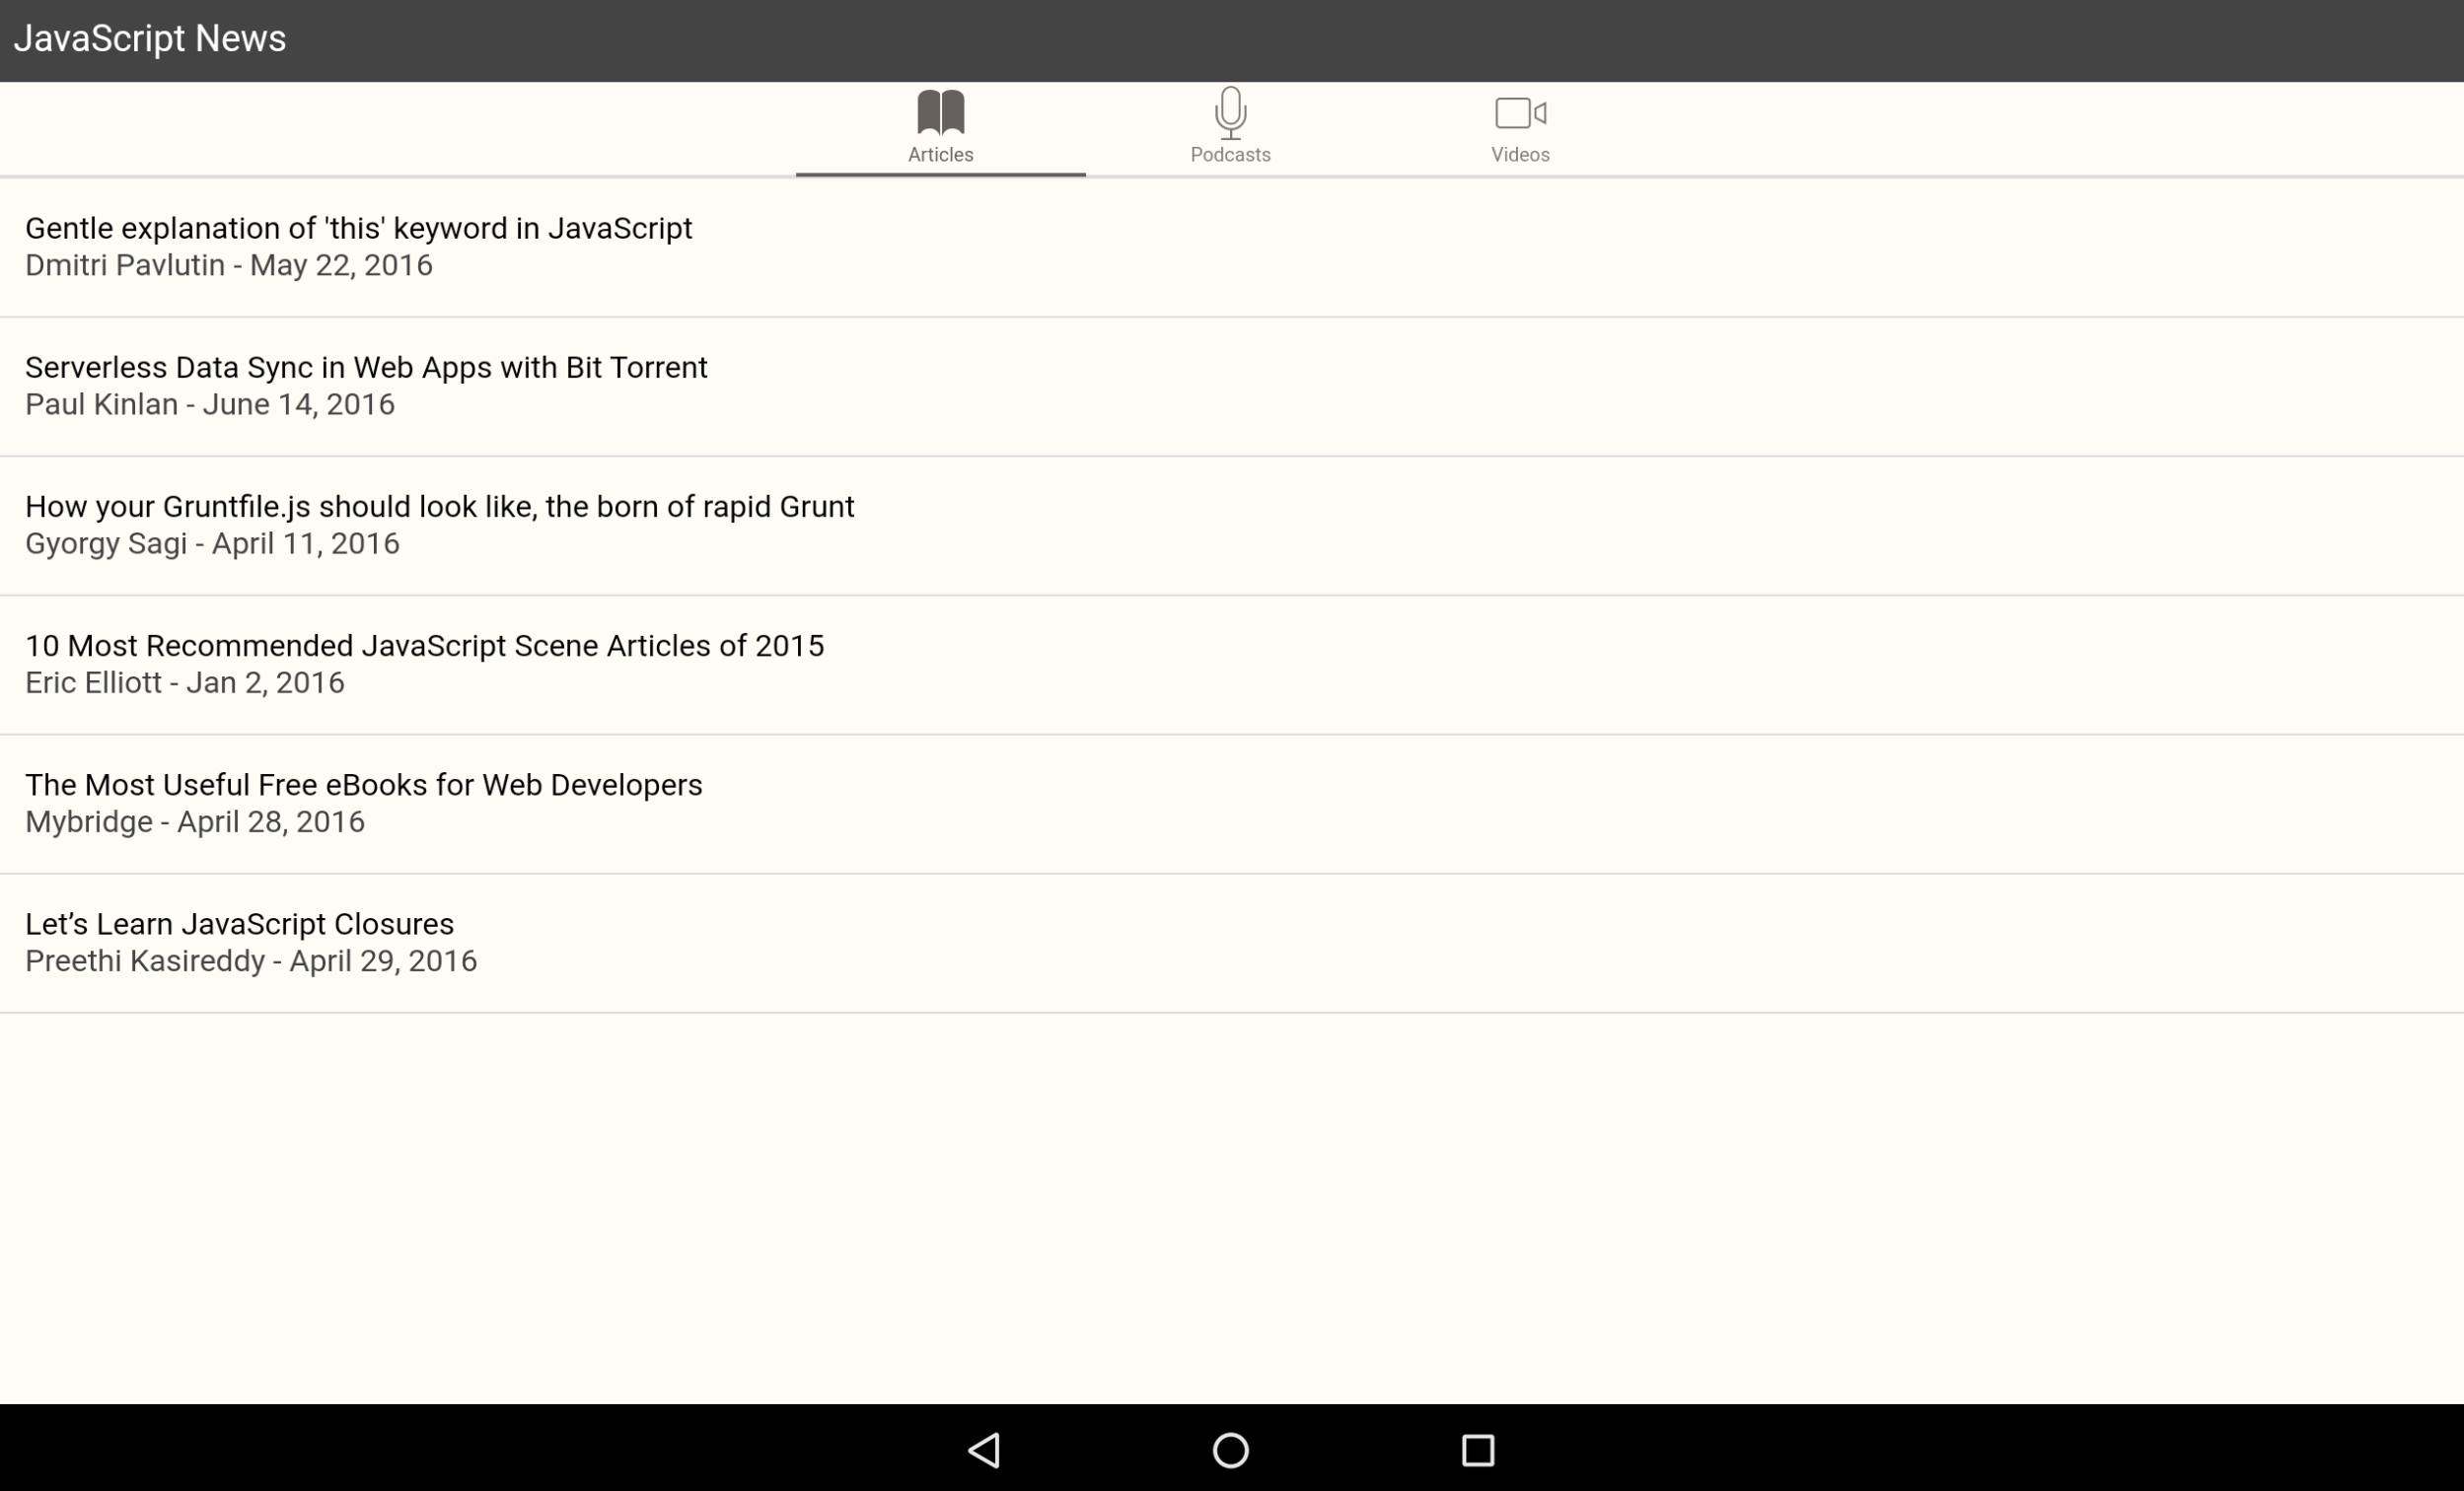 JavaScript News
Articles
Podcasts
Videos
Gentle explanation of 'this' keyword in JavaScript
Dmitri Pavlutin - May 22, 2016
Serverless Data Sync in Web Apps with Bit Torrent
Paul Kinlan - June 14, 2016
How your Gruntfile.js should look like, the born of rapid Grunt
Gyorgy Sagi - April 11, 2016
10 Most Recommended JavaScript Scene Articles of 2015
Eric Elliott - Jan 2, 2016
The Most Useful Free eBooks for Web Developers
Mybridge - April 28, 2016
Let’s Learn JavaScript Closures
Preethi Kasireddy - April 29, 2016